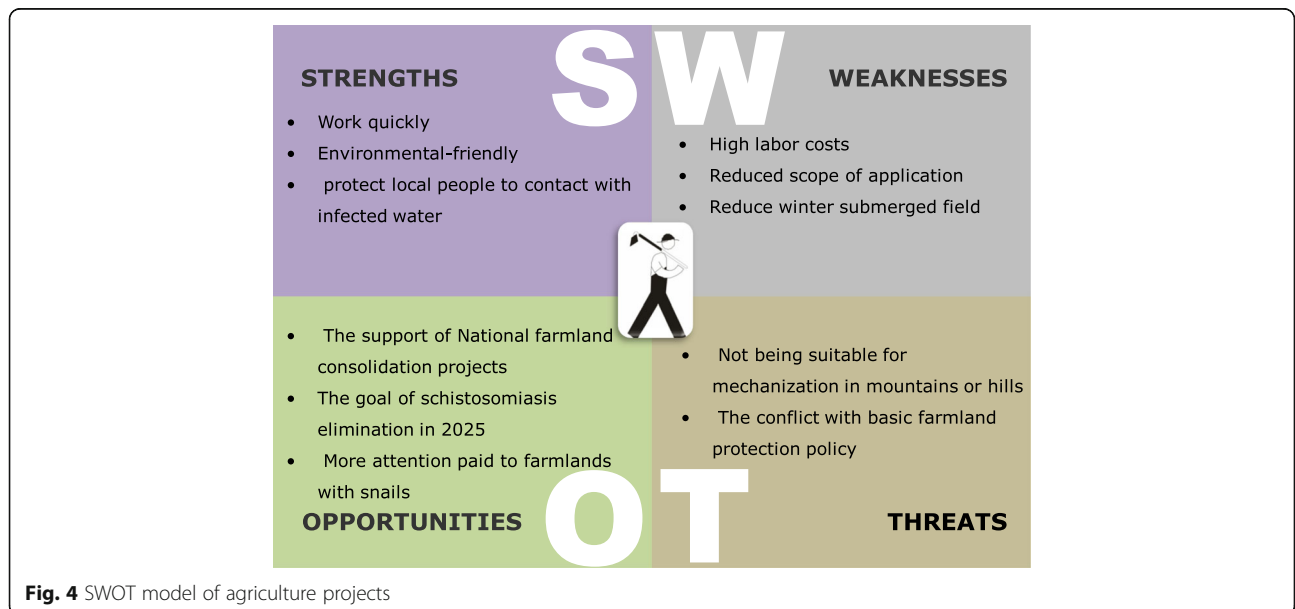 S
STRENGTHS
• Work quickly
• Environmental-friendly
• protect local people to contact with
infected water
W
WEAKNESSES
• High labor costs
• Reduced scope of application
• Reduce winter submerged field
• The support of National farmland
consolidation projects
• The goal of schistosomiasis
elimination in 2025
• More attention paid to farmlands
with snails
OPPORTUNITIES
O
• Not being suitable for
mechanization in mountains or hills
• The conflict with basic farmland
protection policy
T
THREATS
Fig. 4 SWOT model of agriculture projects